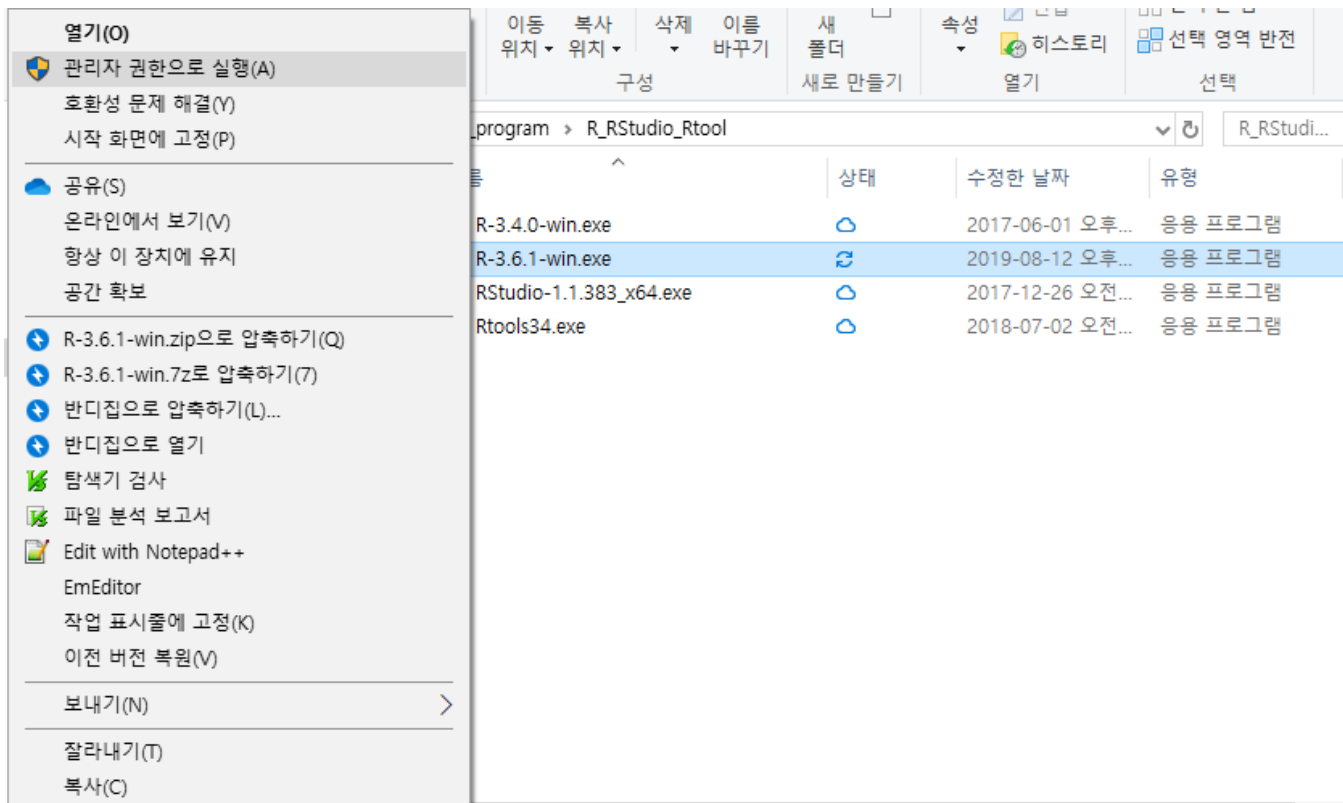 열기(O)
관리자 권한으로 실행(A)
호환성 문제 해결(Y)
시작 화면에 고정(P)
공유(S)
온라인에서 보기(V)
항상 이 장치에 유지
공간 확보
R-3.6.1-win.zip으로 압축하기(Q)
R-3.6.1-win.7z로 압축하기(7)
반디집으로 압축하기(L)...
반디집으로 열기
탐색기 검사
파일 분석 보고서
Edit with Notepad++
EmEditor
작업 표시줄에 고정(K)
이전 버전 복원(V)
보내기(N)
잘라내기(T)
복사(C)
이동 복사 삭제 이름 새 속성
위치 위치 바꾸기 폴더 히스토리 선택 영역 반전
구성 새로 만들기 열기 선택
_program > R_RStudio_Rtool R_RStudi...
상태 수정한 날짜 유형
R-3.4.0-win.exe 2017-06-01 오후... 응용 프로그램
R-3.6.1-win.exe 2019-08-12 오후... 응용 프로그램
RStudio-1.1.383_x64.exe 2017-12-26 오전... 응용 프로그램
Rtools34.exe 2018-07-02 오전... 응용 프로그램